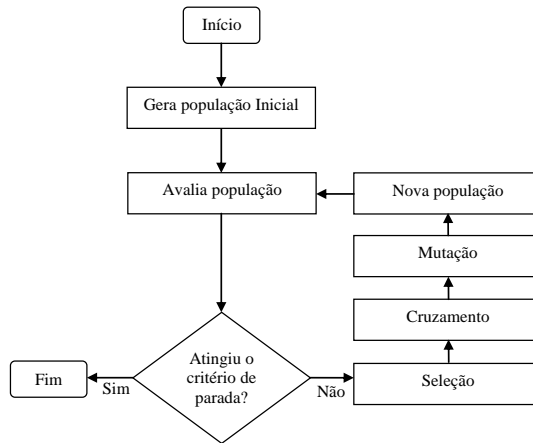 Início
Gera população Inicial
Avalia população
Nova população
Mutação
Cruzamento
Seleção
Atingiu o
critério de
parada?
Sim
Não
Fim